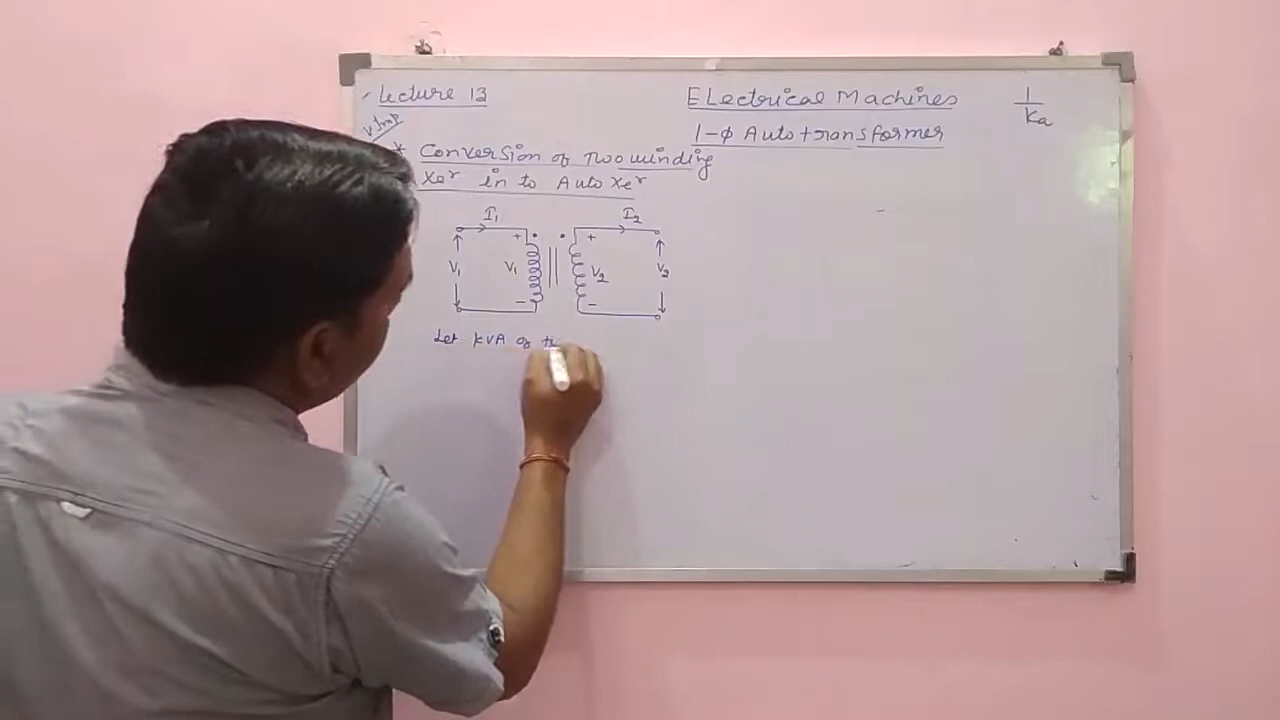 Lecture 13
Electrical Machines
1
Ka
1-φ Autotransformer
V Imp
* Conversion of Two winding
Xer in to Auto Xer
I1 I2
+ +
V1 V1 V2 V2
- -
Let KVA of